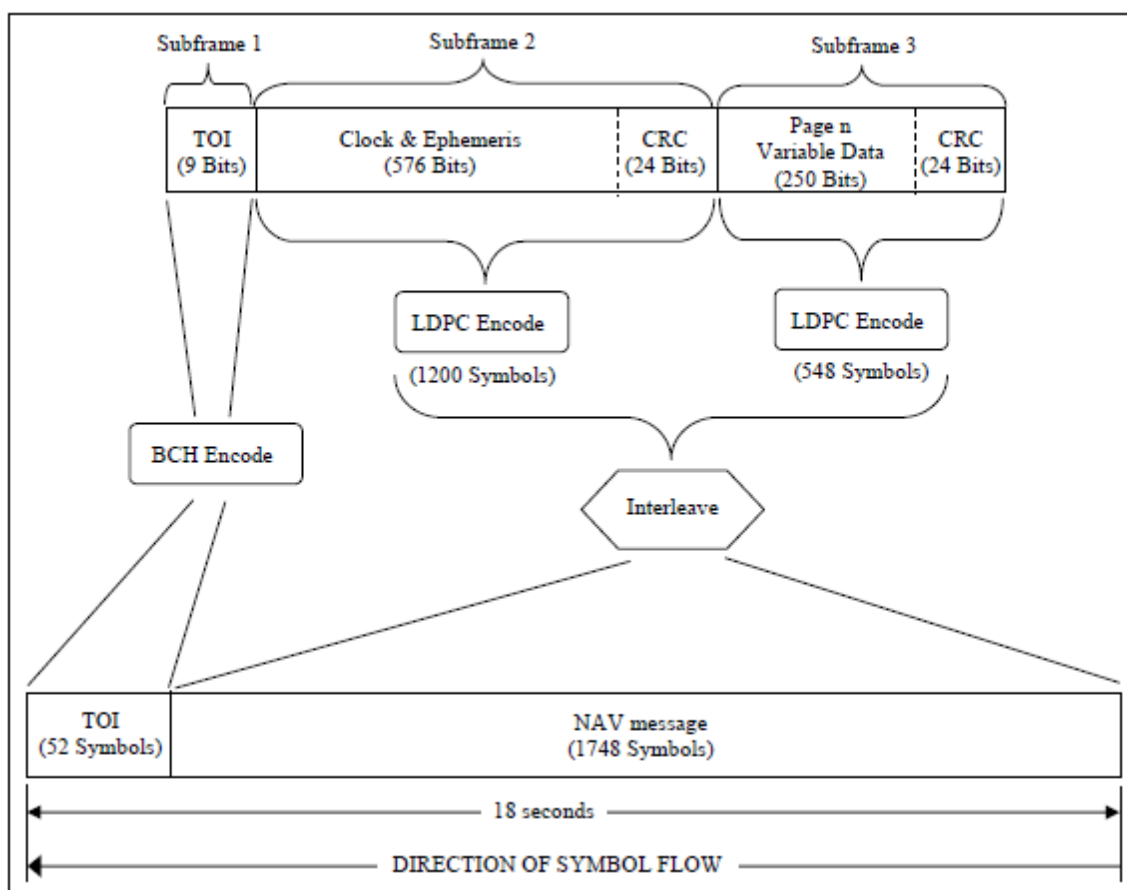 Subframe 1
Subframe 2
Subframe 3
TOI
(9 Bits)
Clock & Ephemeris
(576 Bits)
CRC
(24 Bits)
Page n
Variable Data
(250 Bits)
CRC
(24 Bits)
LDPC Encode
(1200 Symbols)
LDPC Encode
(548 Symbols)
BCH Encode
Interleave
TOI
(52 Symbols)
NAV message
(1748 Symbols)
18 seconds
DIRECTION OF SYMBOL FLOW